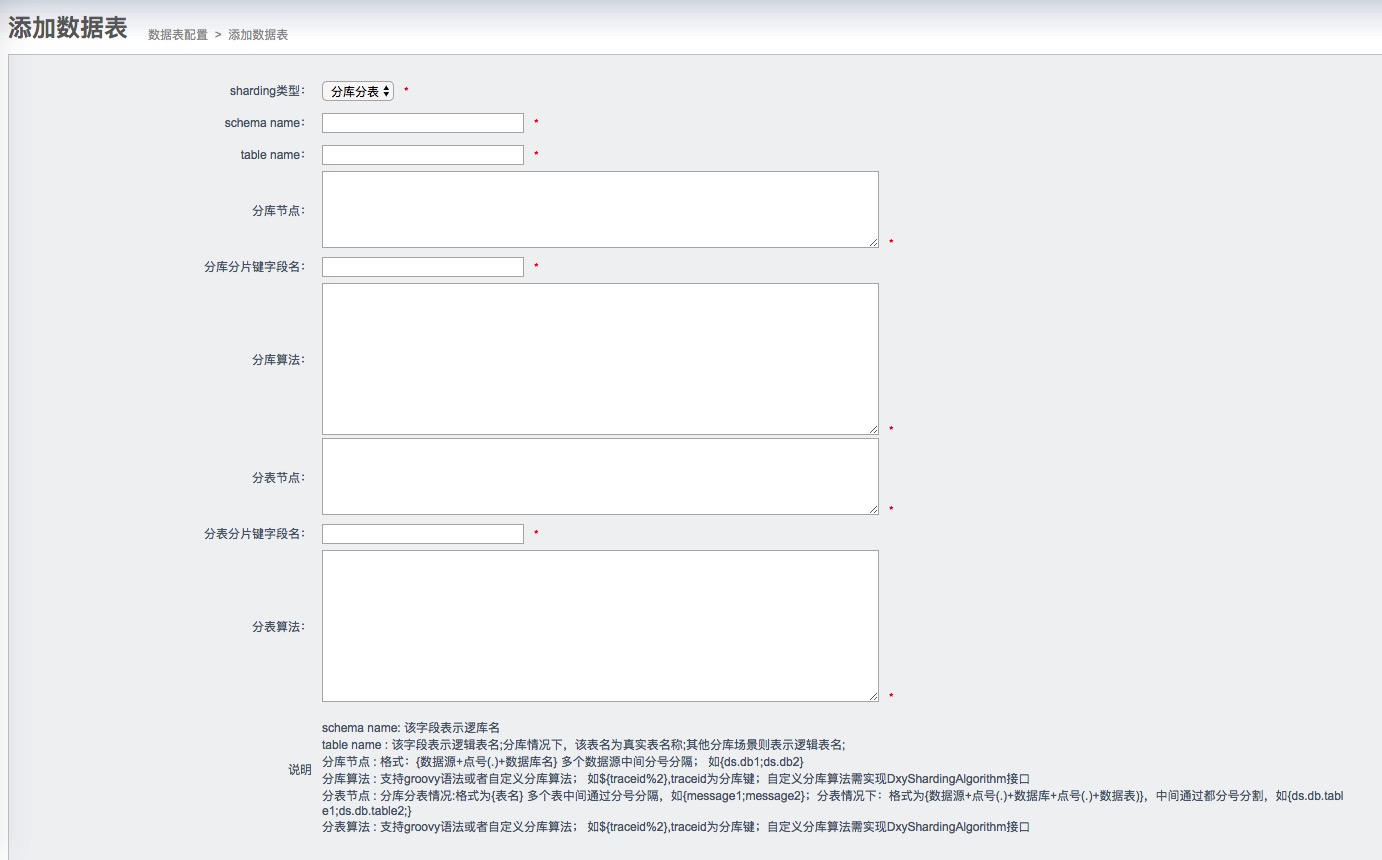 添加数据表 数据表配置 > 添加数据表
sharding类型： 分库分表 *
schema name： *
table name： *
分库节点： *
分库分片键字段名： *
分库算法： *
分表节点： *
分表分片键字段名： *
分表算法： *
说明
schema name: 该字段表示逻库名
table name : 该字段表示逻辑表名;分库情况下，该表名为真实表名称;其他分库场景则表示逻辑表名;
分库节点 : 格式：{数据源+点号(.)+数据库名} 多个数据源中间分号分隔； 如{ds.db1;ds.db2}
分库算法 : 支持groovy语法或者自定义分库算法； 如${traceid%2},traceid为分库键；自定义分库算法需实现DxyShardingAlgorithm接口
分表节点 : 分库分表情况:格式为{表名} 多个表中间通过分号分隔，如{message1;message2}；分表情况下：格式为{数据源+点号(.)+数据库+点号(.)+数据表)}，中间通过都分号分割，如{ds.db.tabl
e1;ds.db.table2;}
分表算法 : 支持groovy语法或者自定义分库算法； 如${traceid%2},traceid为分库键；自定义分库算法需实现DxyShardingAlgorithm接口